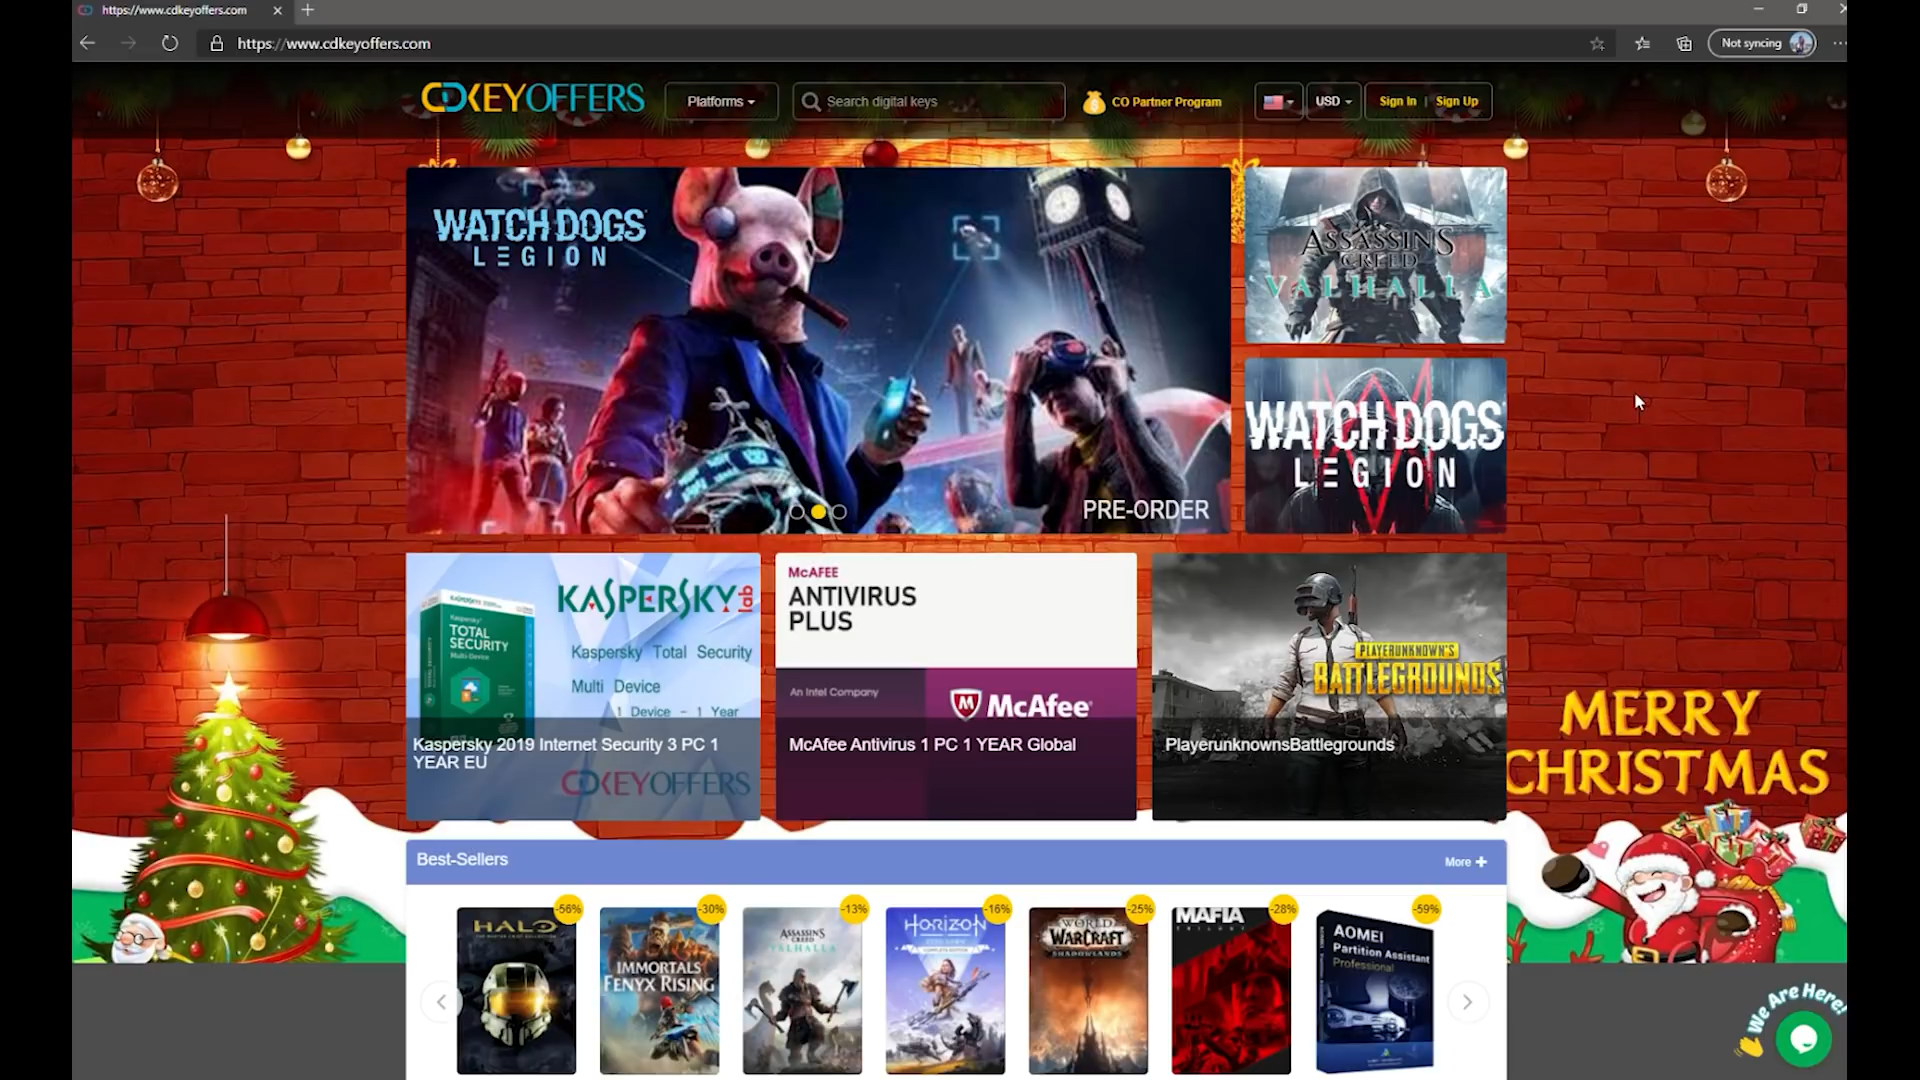 https://www.cdkeyoffers.com
https://www.cdkeyoffers.com
Not syncing
CDKEYOFFERS
Platforms
Search digital keys
CO Partner Program
USD
Sign In | Sign Up
WATCH DOGS
LEGION
PRE-ORDER
ASSASSIN'S
CREED
VALHALLA
WATCH DOGS
LEGION
KASPERSKY lab
TOTAL
SECURITY
Multi-Device
Kaspersky Total Security
Multi Device
1 Device - 1 Year
Kaspersky 2019 Internet Security 3 PC 1
YEAR EU
CDKEYOFFERS
McAFEE
ANTIVIRUS
PLUS
An Intel Company
McAfee
McAfee Antivirus 1 PC 1 YEAR Global
PLAYERUNKNOWN'S
BATTLEGROUNDS
PlayerunknownsBattlegrounds
MERRY
CHRISTMAS
Best-Sellers
More
-56%
-30%
-13%
-16%
-25%
-28%
-59%
HALO
IMMORTALS
FENYX RISING
ASSASSIN'S
CREED
VALHALLA
HORIZON
WORLD
WARCRAFT
SHADOWLANDS
MAFIA
TRILOGY
AOMEI
Partition Assistant
Professional
We Are Here!